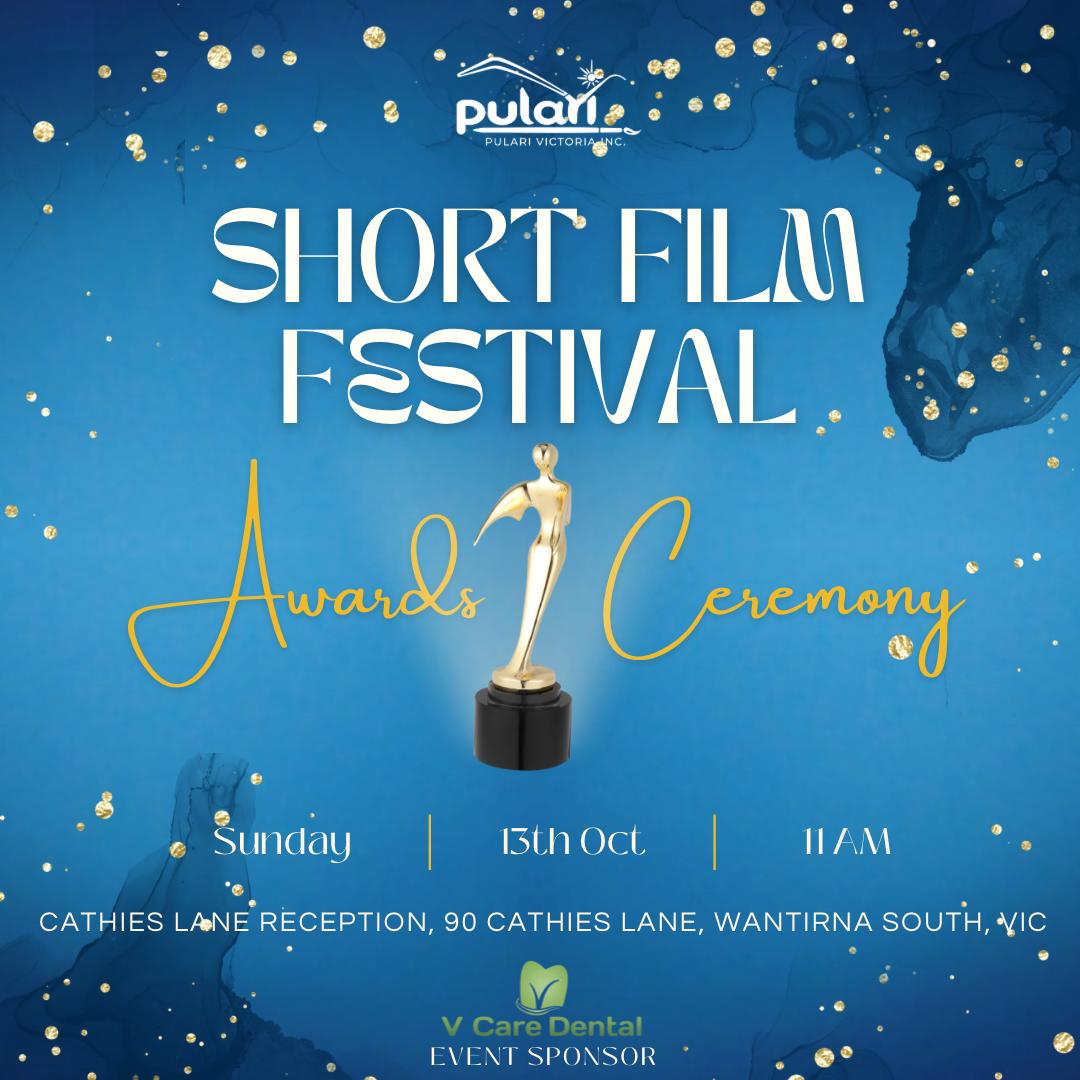 pulari
PULARI VICTORIA INC.
SHORT FILM
FESTIVAL
Awards Ceremony
Sunday | 13th Oct | 11 AM
CATHIES LANE RECEPTION, 90 CATHIES LANE, WANTIRNA SOUTH, VIC
V Care Dental
EVENT SPONSOR